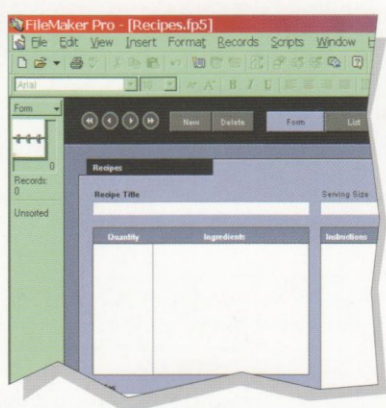 FileMaker Pro - [Recipes.fp5]
File Edit View Insert Format Records Scripts Window
Arial
Form
New Delete Form List
0
Records:
0
Unsorted
Recipes
Recipe Title Serving Size
Quantity Ingredients Instructions